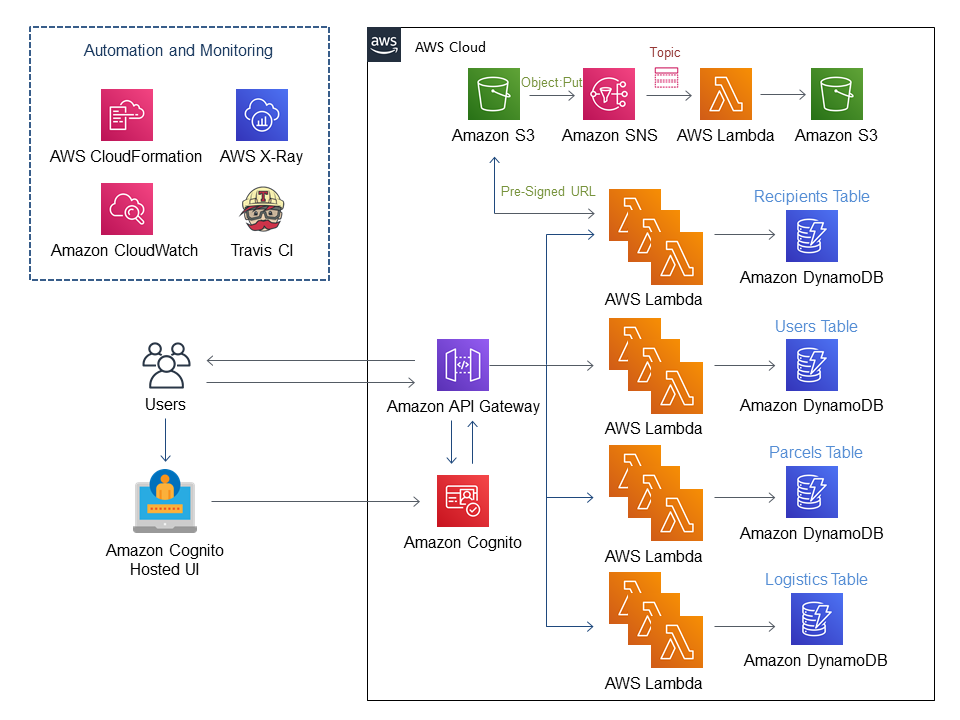 Automation and Monitoring
AWS CloudFormation
AWS X-Ray
Amazon CloudWatch
Travis CI
aws
AWS Cloud
Topic
Object:Put
Amazon S3
Amazon SNS
AWS Lambda
Amazon S3
Pre-Signed URL
Recipients Table
Amazon DynamoDB
AWS Lambda
Users Table
Amazon DynamoDB
AWS Lambda
Users
Amazon API Gateway
Parcels Table
Amazon DynamoDB
AWS Lambda
Amazon Cognito
Hosted UI
Amazon Cognito
Logistics Table
Amazon DynamoDB
AWS Lambda